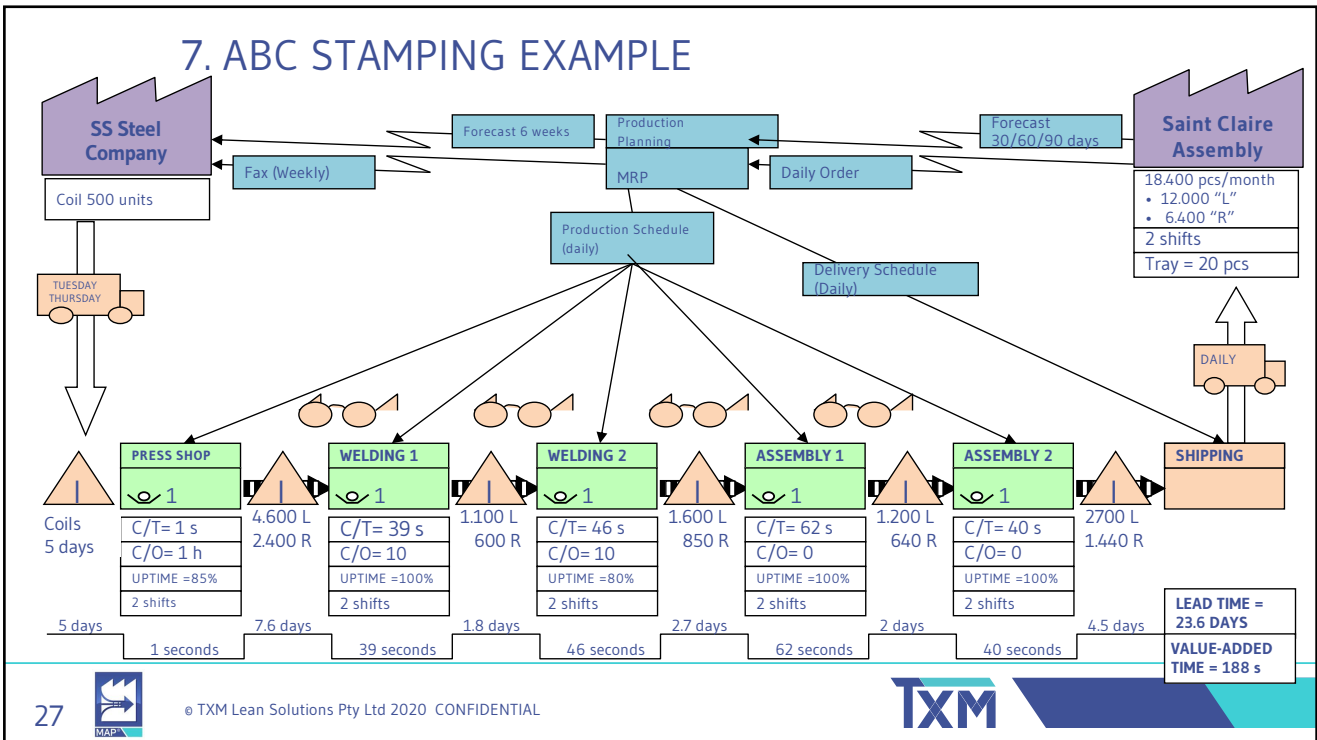 7. ABC STAMPING EXAMPLE
SS Steel
Company
Forecast 6 weeks
Production
Planning
Forecast
30/60/90 days
Saint Claire
Assembly
Fax (Weekly)
MRP
Daily Order
Coil 500 units
18.400 pcs/month
• 12.000 “L”
• 6.400 “R”
2 shifts
Tray = 20 pcs
Production Schedule
(daily)
Delivery Schedule
(Daily)
TUESDAY
THURSDAY
DAILY
I
Coils
5 days
PRESS SHOP
1
C/T= 1 s
C/O= 1 h
UPTIME =85%
2 shifts
I
4.600 L
2.400 R
WELDING 1
1
C/T= 39 s
C/O= 10
UPTIME =100%
2 shifts
I
1.100 L
600 R
WELDING 2
1
C/T= 46 s
C/O= 10
UPTIME =80%
2 shifts
I
1.600 L
850 R
ASSEMBLY 1
1
C/T= 62 s
C/O= 0
UPTIME =100%
2 shifts
I
1.200 L
640 R
ASSEMBLY 2
1
C/T= 40 s
C/O= 0
UPTIME =100%
2 shifts
I
2700 L
1.440 R
SHIPPING
5 days
1 seconds
7.6 days
39 seconds
1.8 days
46 seconds
2.7 days
62 seconds
2 days
40 seconds
4.5 days
LEAD TIME =
23.6 DAYS
VALUE-ADDED
TIME = 188 s
27
MAP
© TXM Lean Solutions Pty Ltd 2020 CONFIDENTIAL
TXM